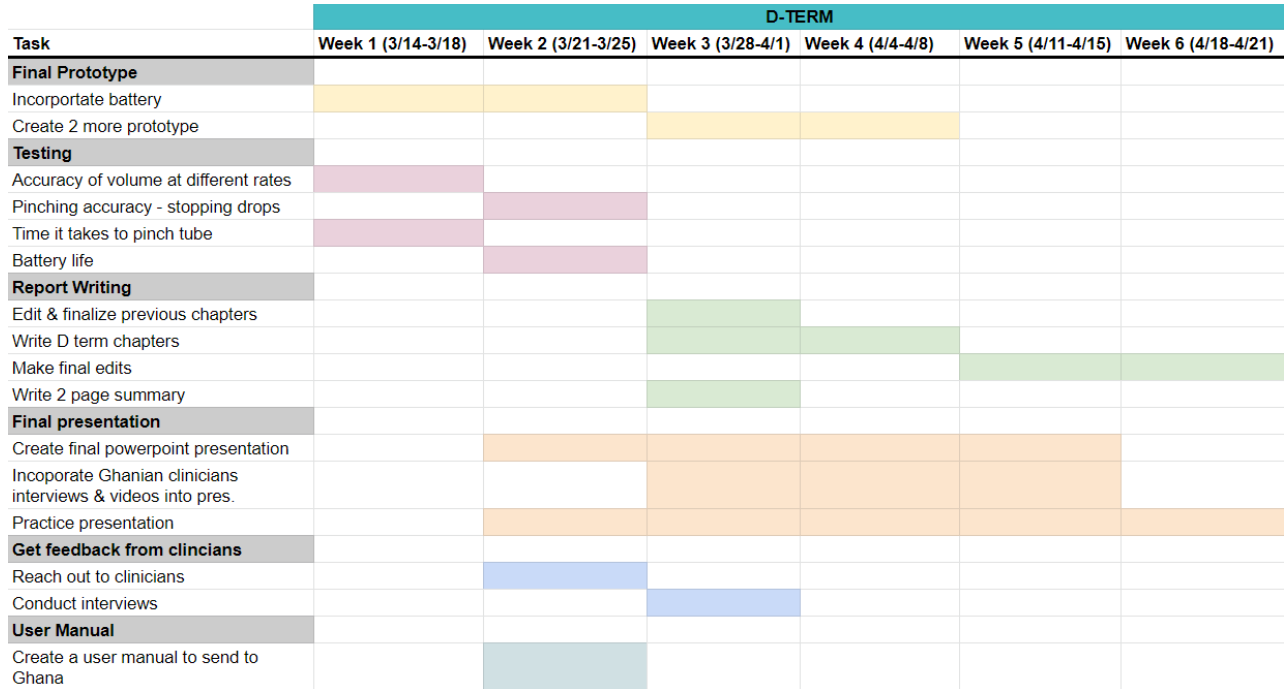 D-TERM
Task Week 1 (3/14-3/18) Week 2 (3/21-3/25) Week 3 (3/28-4/1) Week 4 (4/4-4/8) Week 5 (4/11-4/15) Week 6 (4/18-4/21)
Final Prototype
Incorportate battery
Create 2 more prototype
Testing
Accuracy of volume at different rates
Pinching accuracy - stopping drops
Time it takes to pinch tube
Battery life
Report Writing
Edit & finalize previous chapters
Write D term chapters
Make final edits
Write 2 page summary
Final presentation
Create final powerpoint presentation
Incoporate Ghanian clinicians
interviews & videos into pres.
Practice presentation
Get feedback from clincians
Reach out to clinicians
Conduct interviews
User Manual
Create a user manual to send to
Ghana